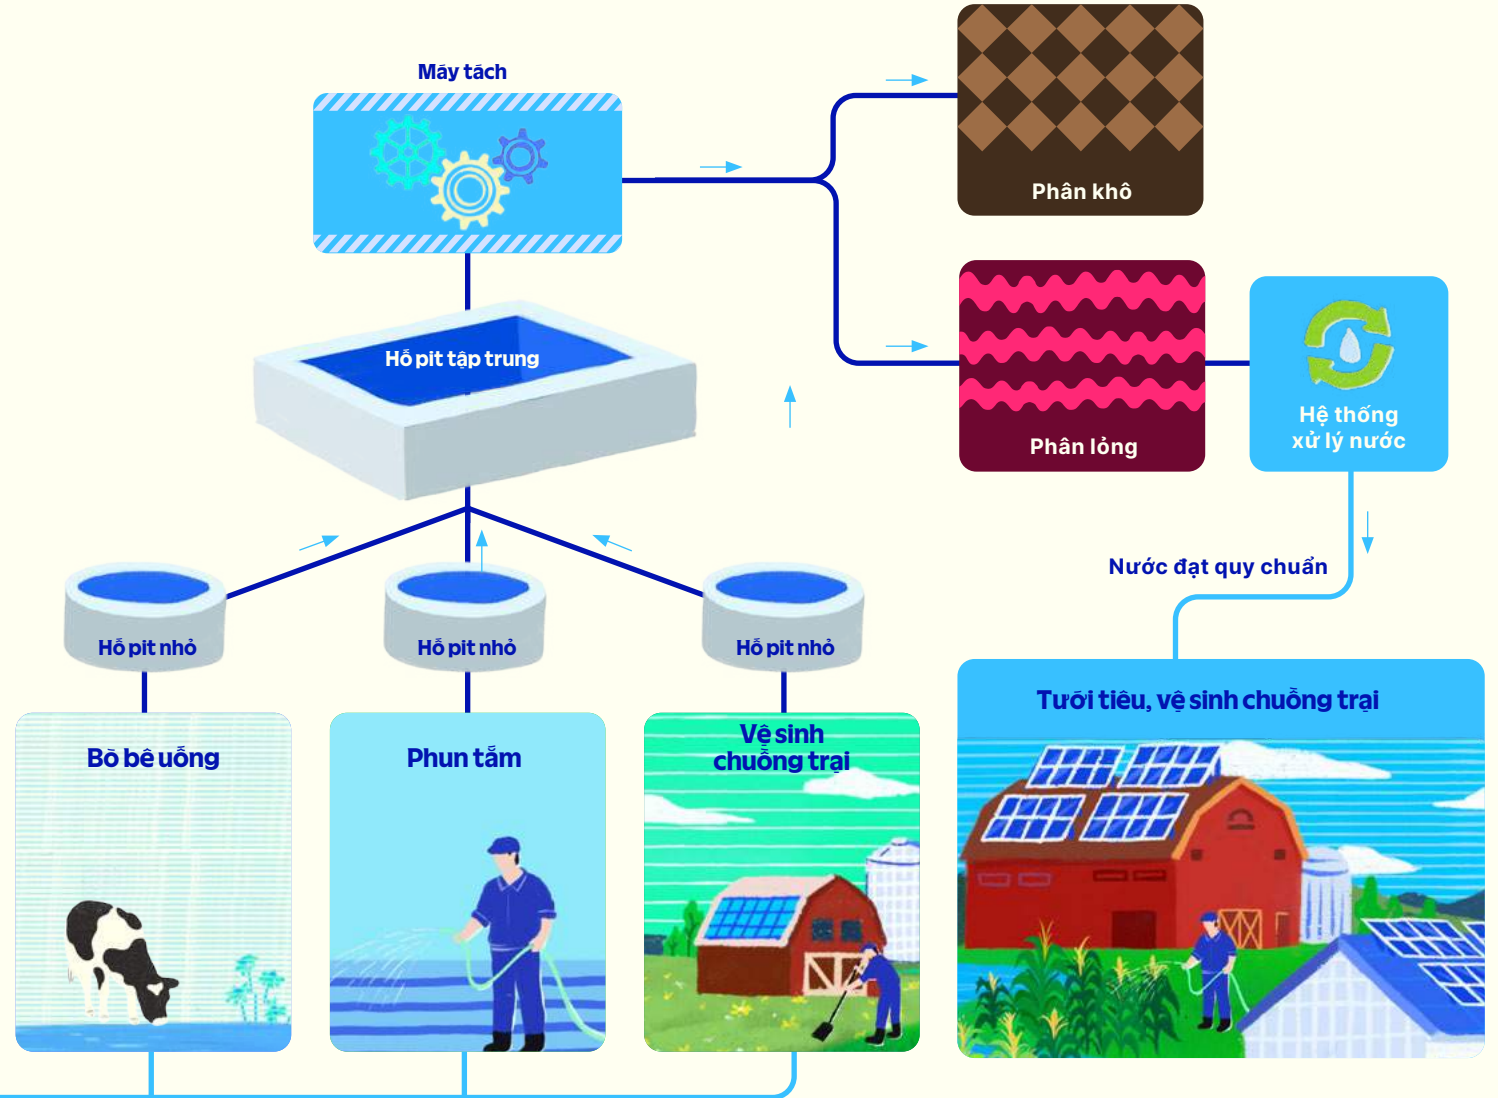 Máy tách
Phân khô
Hố pit tập trung
Phân lỏng
Hệ thống
xử lý nước
Nước đạt quy chuẩn
Hố pit nhỏ
Hố pit nhỏ
Hố pit nhỏ
Bò bê uống
Phun tắm
Vệ sinh
chuồng trại
Tưới tiêu, vệ sinh chuồng trại